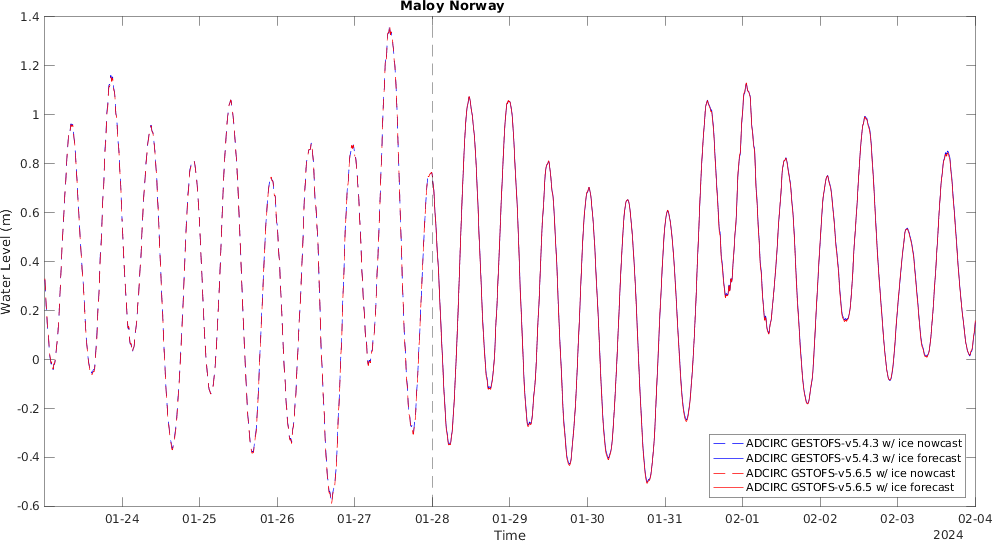 Maloy Norway
1.4
1.2
1
0.8
0.6
0.4
0.2
0
-0.2
-0.4
-0.6
Water Level (m)
ADCIRC GESTOFS-v5.4.3 w/ ice nowcast
ADCIRC GESTOFS-v5.4.3 w/ ice forecast
ADCIRC GSTOFS-v5.6.5 w/ ice nowcast
ADCIRC GSTOFS-v5.6.5 w/ ice forecast
01-24 01-25 01-26 01-27 01-28 01-29 01-30 01-31 02-01 02-02 02-03 02-04
Time 2024